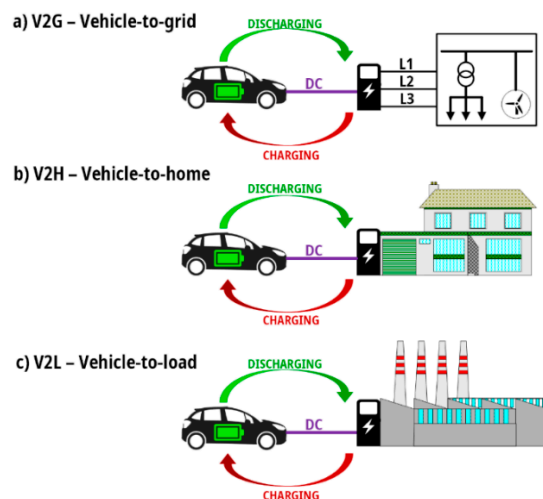 a) V2G – Vehicle-to-grid
DISCHARGING
DC
L1
L2
L3
CHARGING
b) V2H – Vehicle-to-home
DISCHARGING
DC
CHARGING
c) V2L – Vehicle-to-load
DISCHARGING
DC
CHARGING